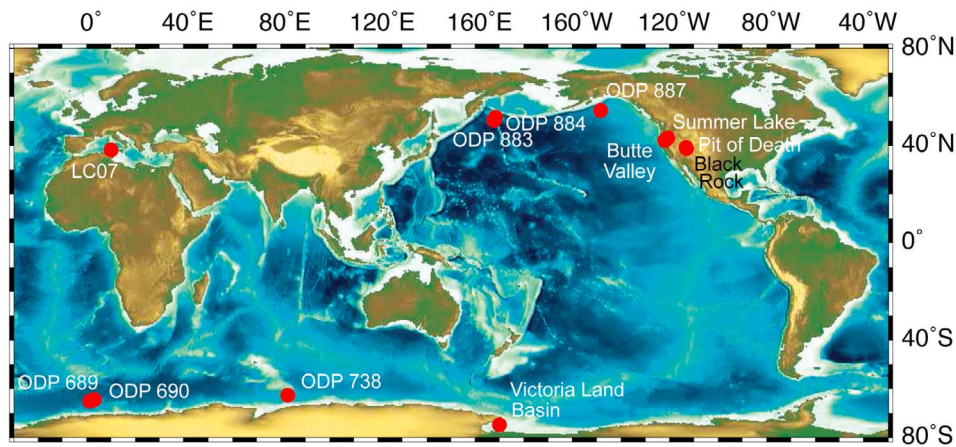 0° 40° E 80° E 120° E 160° E 160° W 120° W 40° W
80° N
ODP 887
ODP 884
Summer Lake
ODP 883
Pit of Death
40° N
Butte
Valley
Black
Rock
LC07
0°
40° S
ODP 689
ODP 690
ODP 738
Victoria Land
Basin
80° S